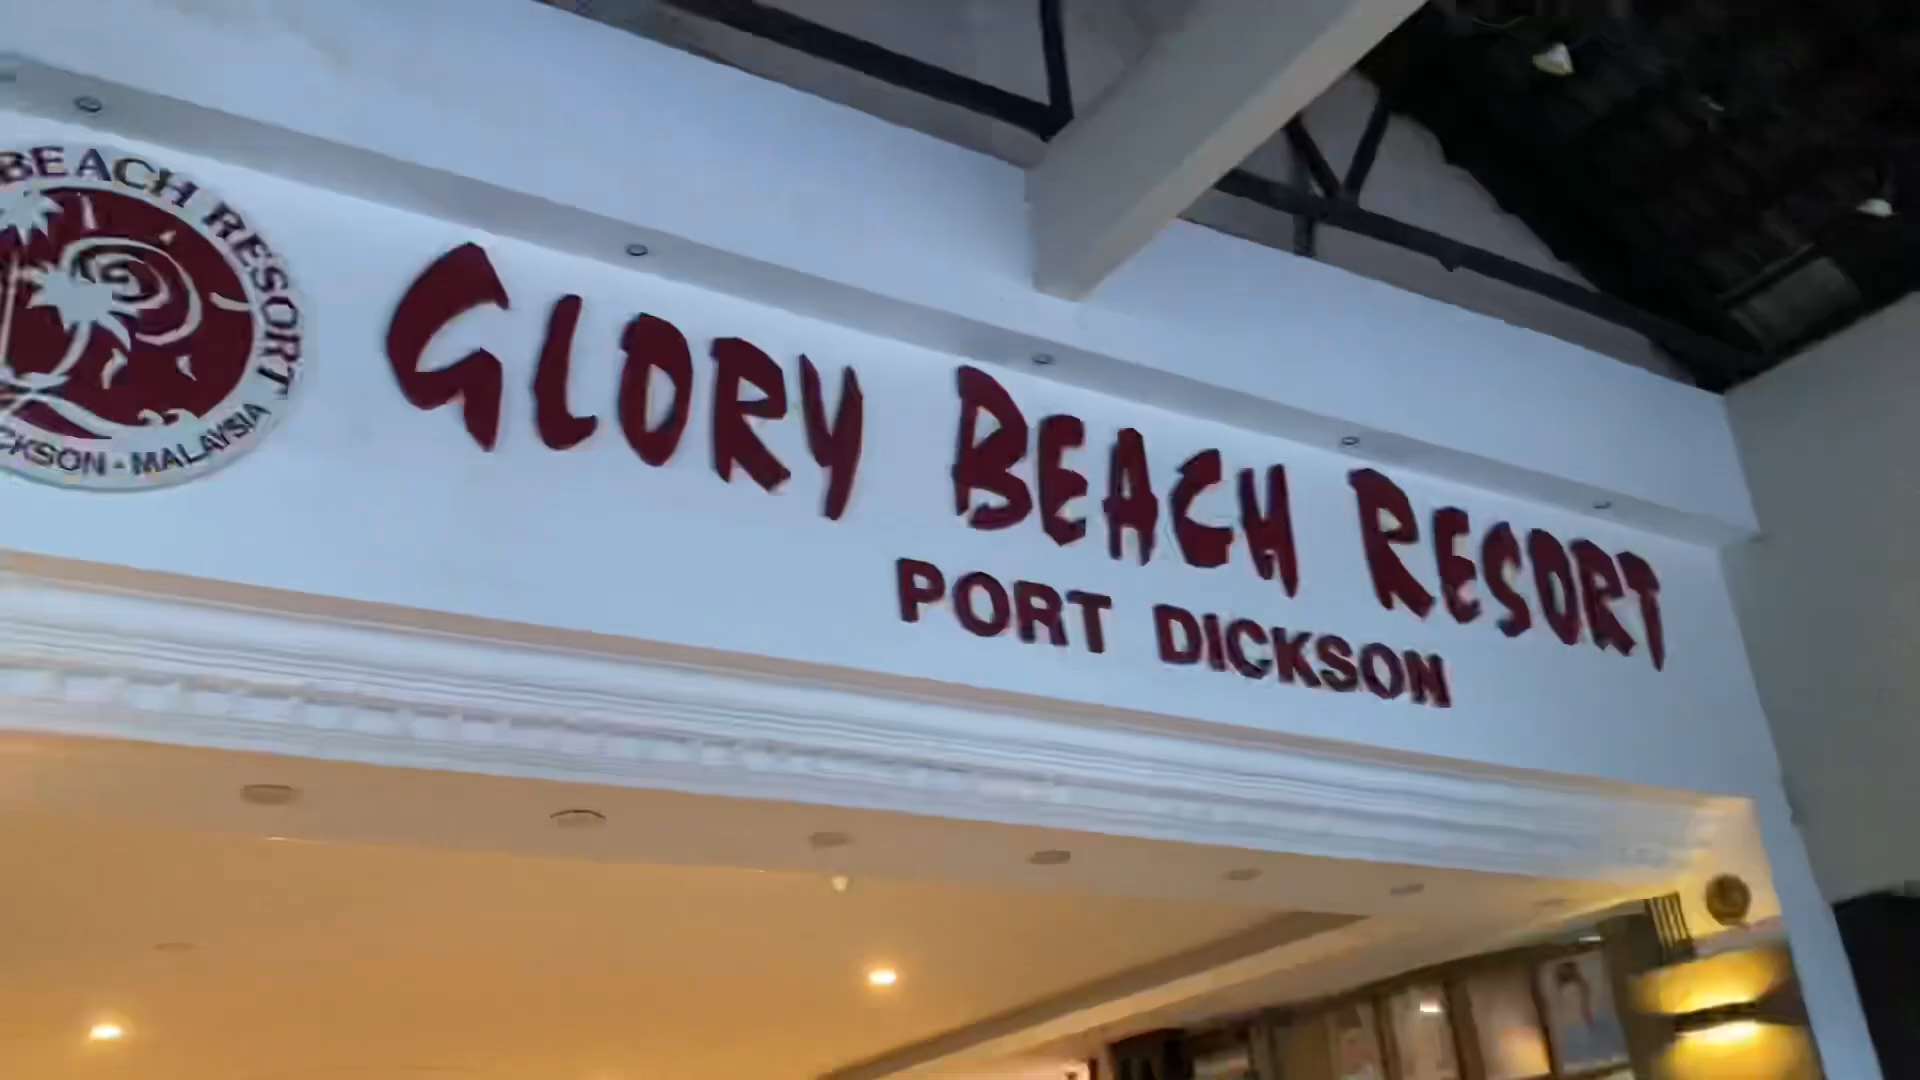 BEACH RESORT
CKSON - MALAYSIA
GLORY BEACH RESORT
PORT DICKSON